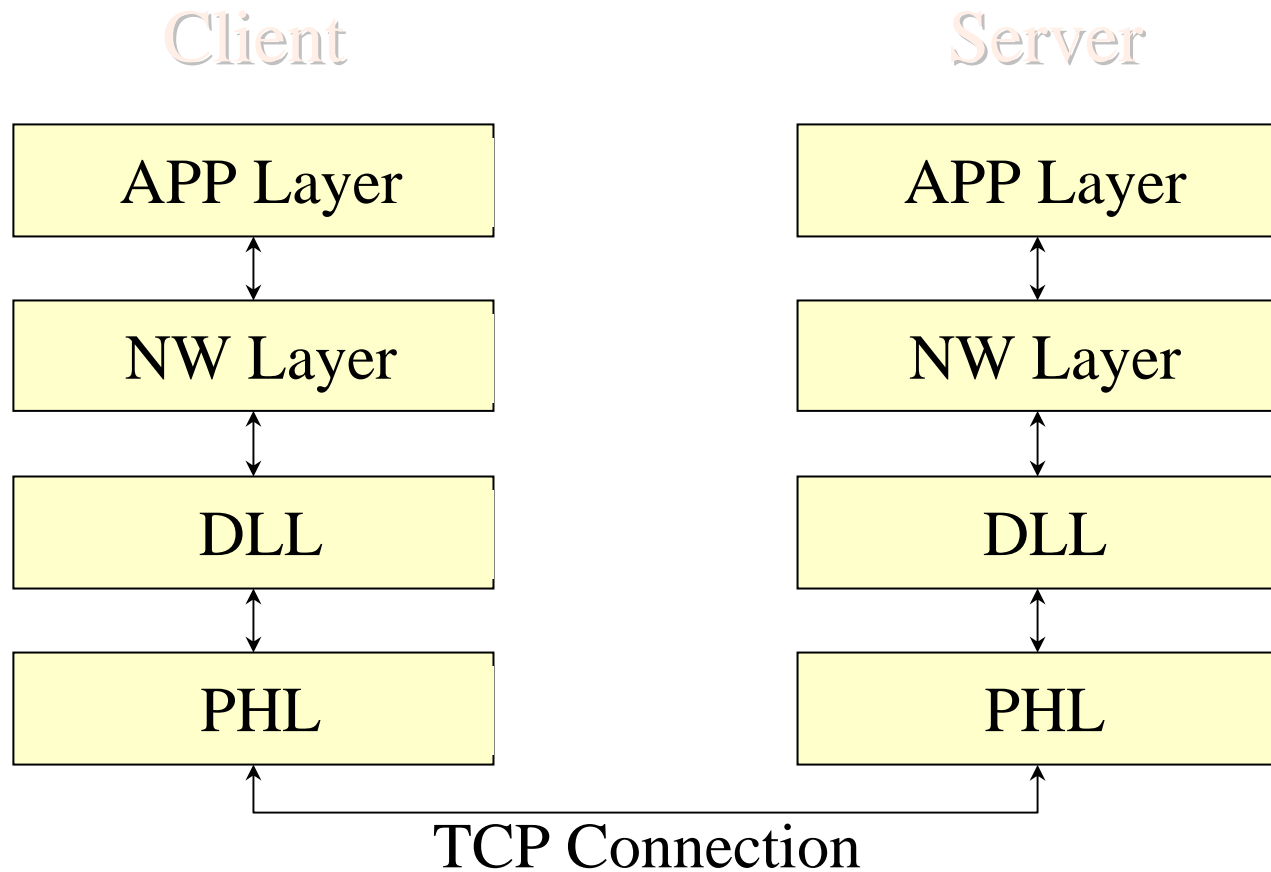 Client
Server
APP Layer
APP Layer
NW Layer
NW Layer
DLL
DLL
PHL
PHL
TCP Connection